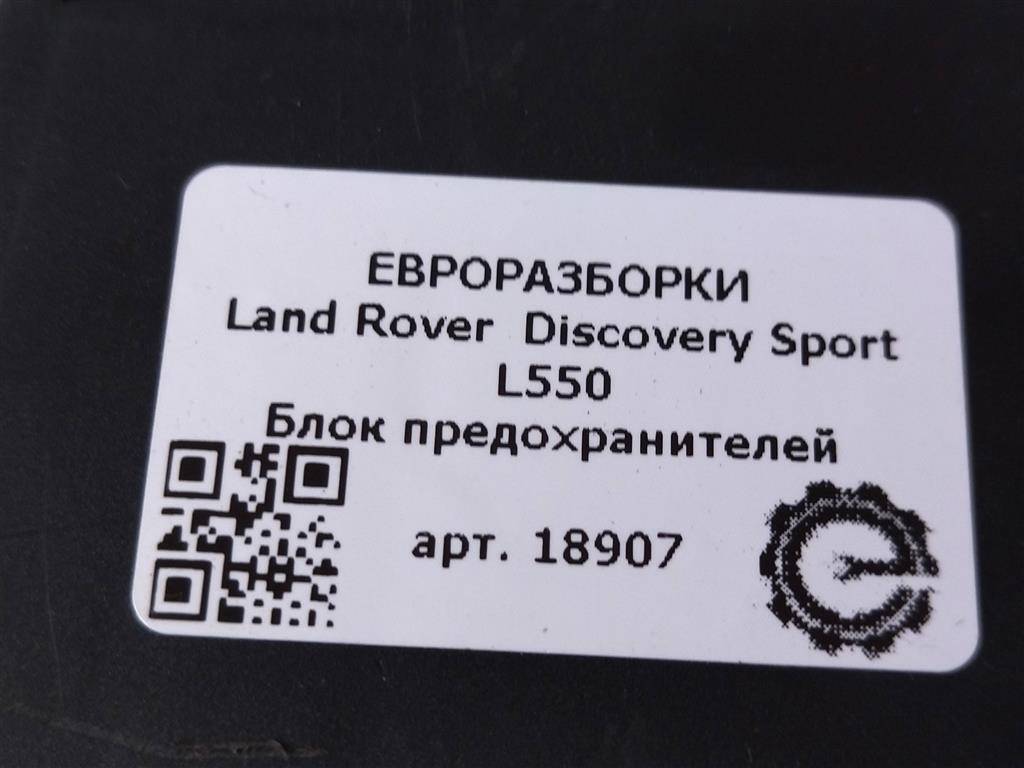 ЕВРОРАЗБОРКИ
Land Rover Discovery Sport
L550
Блок предохранителей
арт. 18907